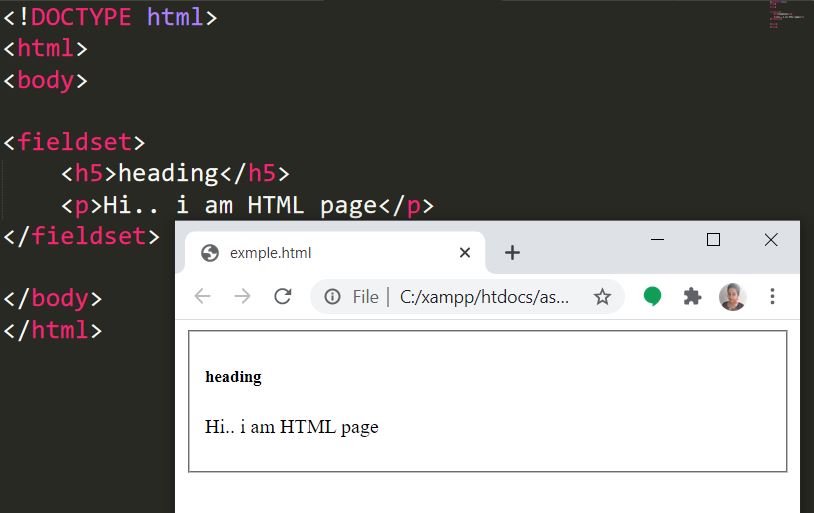 <!DOCTYPE html>
<html>
<body>
<fieldset>
<h5>heading</h5>
<p>Hi.. i am HTML page</p>
</fieldset>
</body>
</html>
exmple.html
File | C:/xampp/htdocs/as...
heading
Hi.. i am HTML page